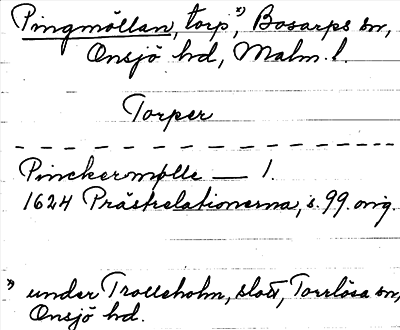 Pingmöllan, torp x), Bosarps sn,
Onsjö hd, Malm. l.
Torper
Pinckermølle — 1.
1624 Prästrelationerna, s. 99. orig.
x) under Trolleholm, slott, Torrlösa sn,
Onsjö hd.